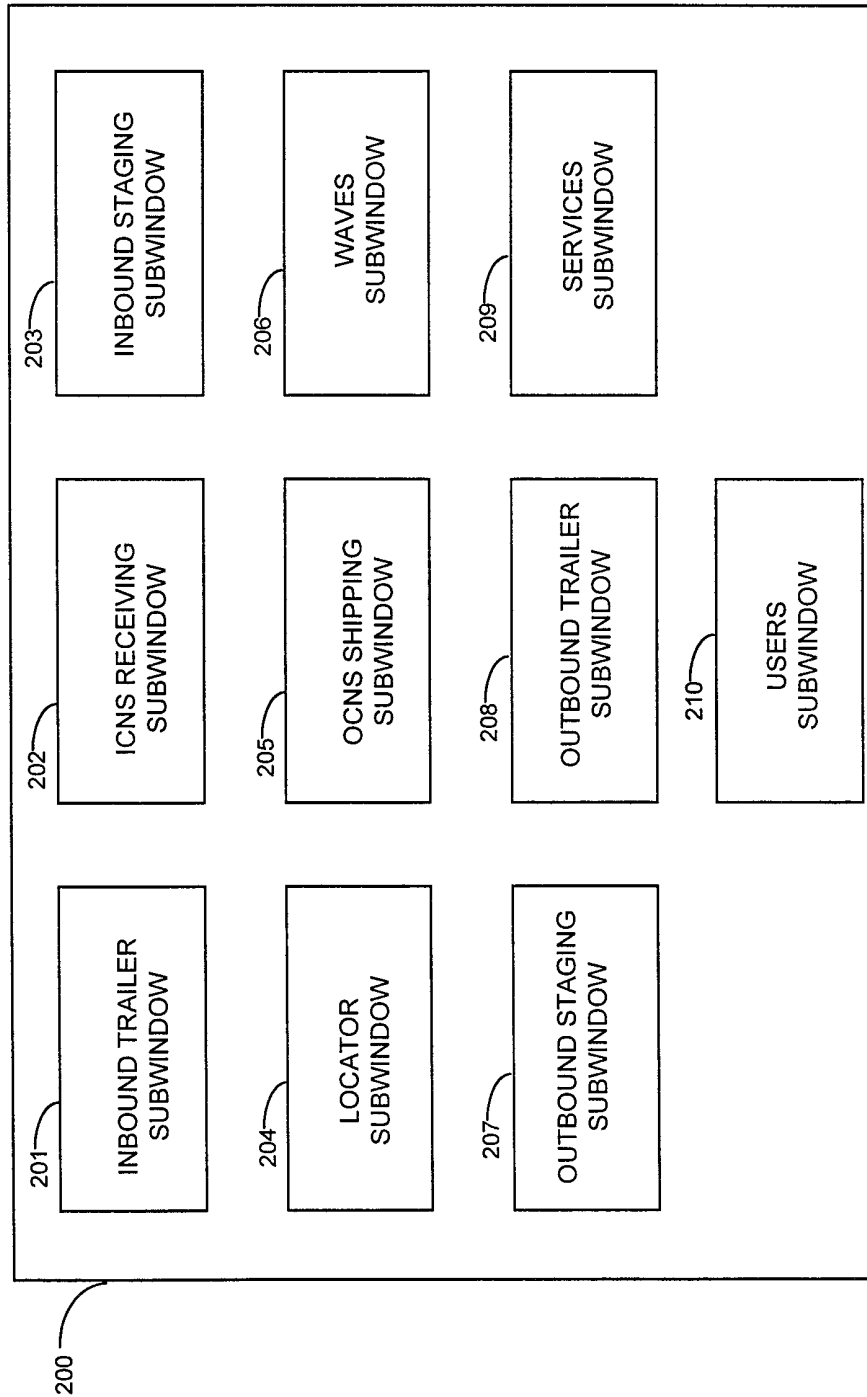 200
201
INBOUND TRAILER
SUBWINDOW
202
ICNS RECEIVING
SUBWINDOW
203
INBOUND STAGING
SUBWINDOW
204
LOCATOR
SUBWINDOW
205
OCNS SHIPPING
SUBWINDOW
206
WAVES
SUBWINDOW
207
OUTBOUND STAGING
SUBWINDOW
208
OUTBOUND TRAILER
SUBWINDOW
209
SERVICES
SUBWINDOW
210
USERS
SUBWINDOW